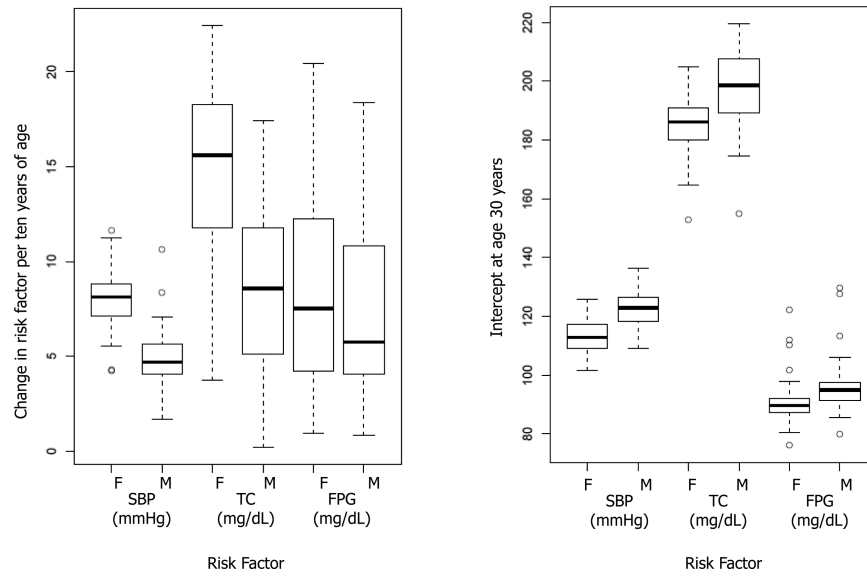 Change in risk factor per ten years of age
20
15
10
5
0
F M F M F M
SBP TC FPG
(mmHg) (mg/dL) (mg/dL)
Risk Factor
Intercept at age 30 years
220
200
180
160
140
120
100
80
F M F M F M
SBP TC FPG
(mmHg) (mg/dL) (mg/dL)
Risk Factor